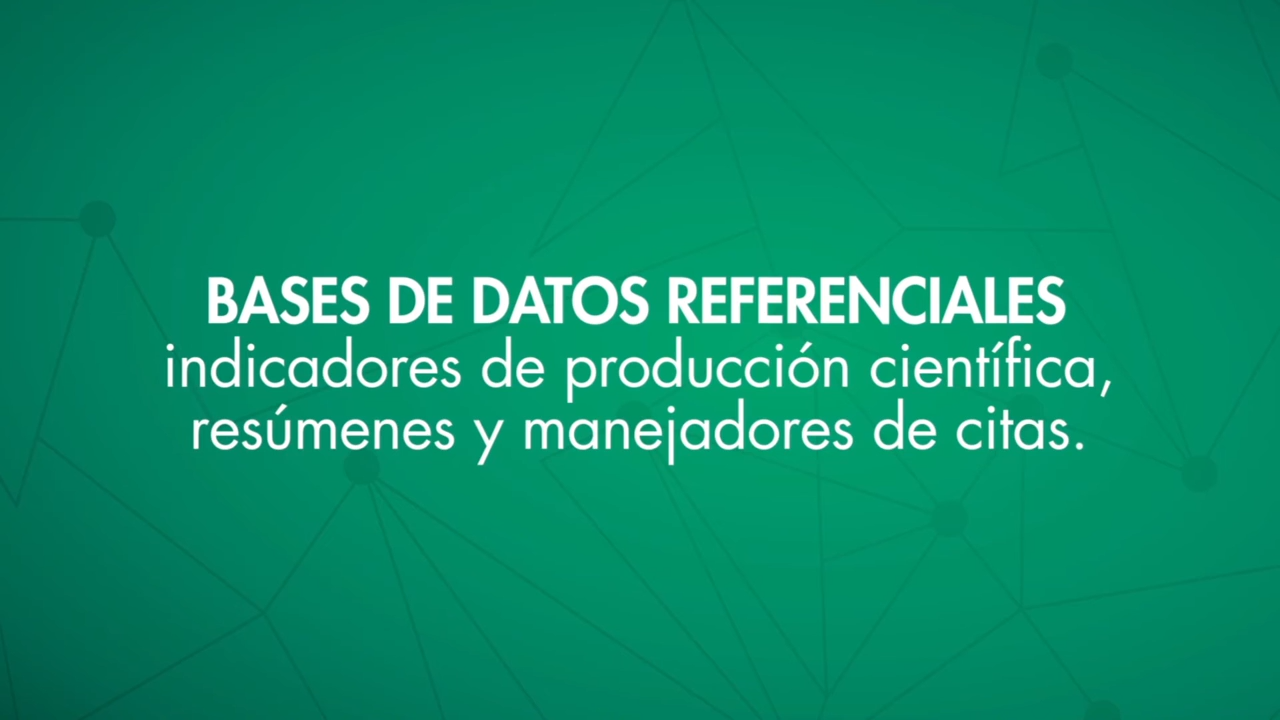 BASES DE DATOS REFERENCIALES
indicadores de producción científica,
resúmenes y manejadores de citas.